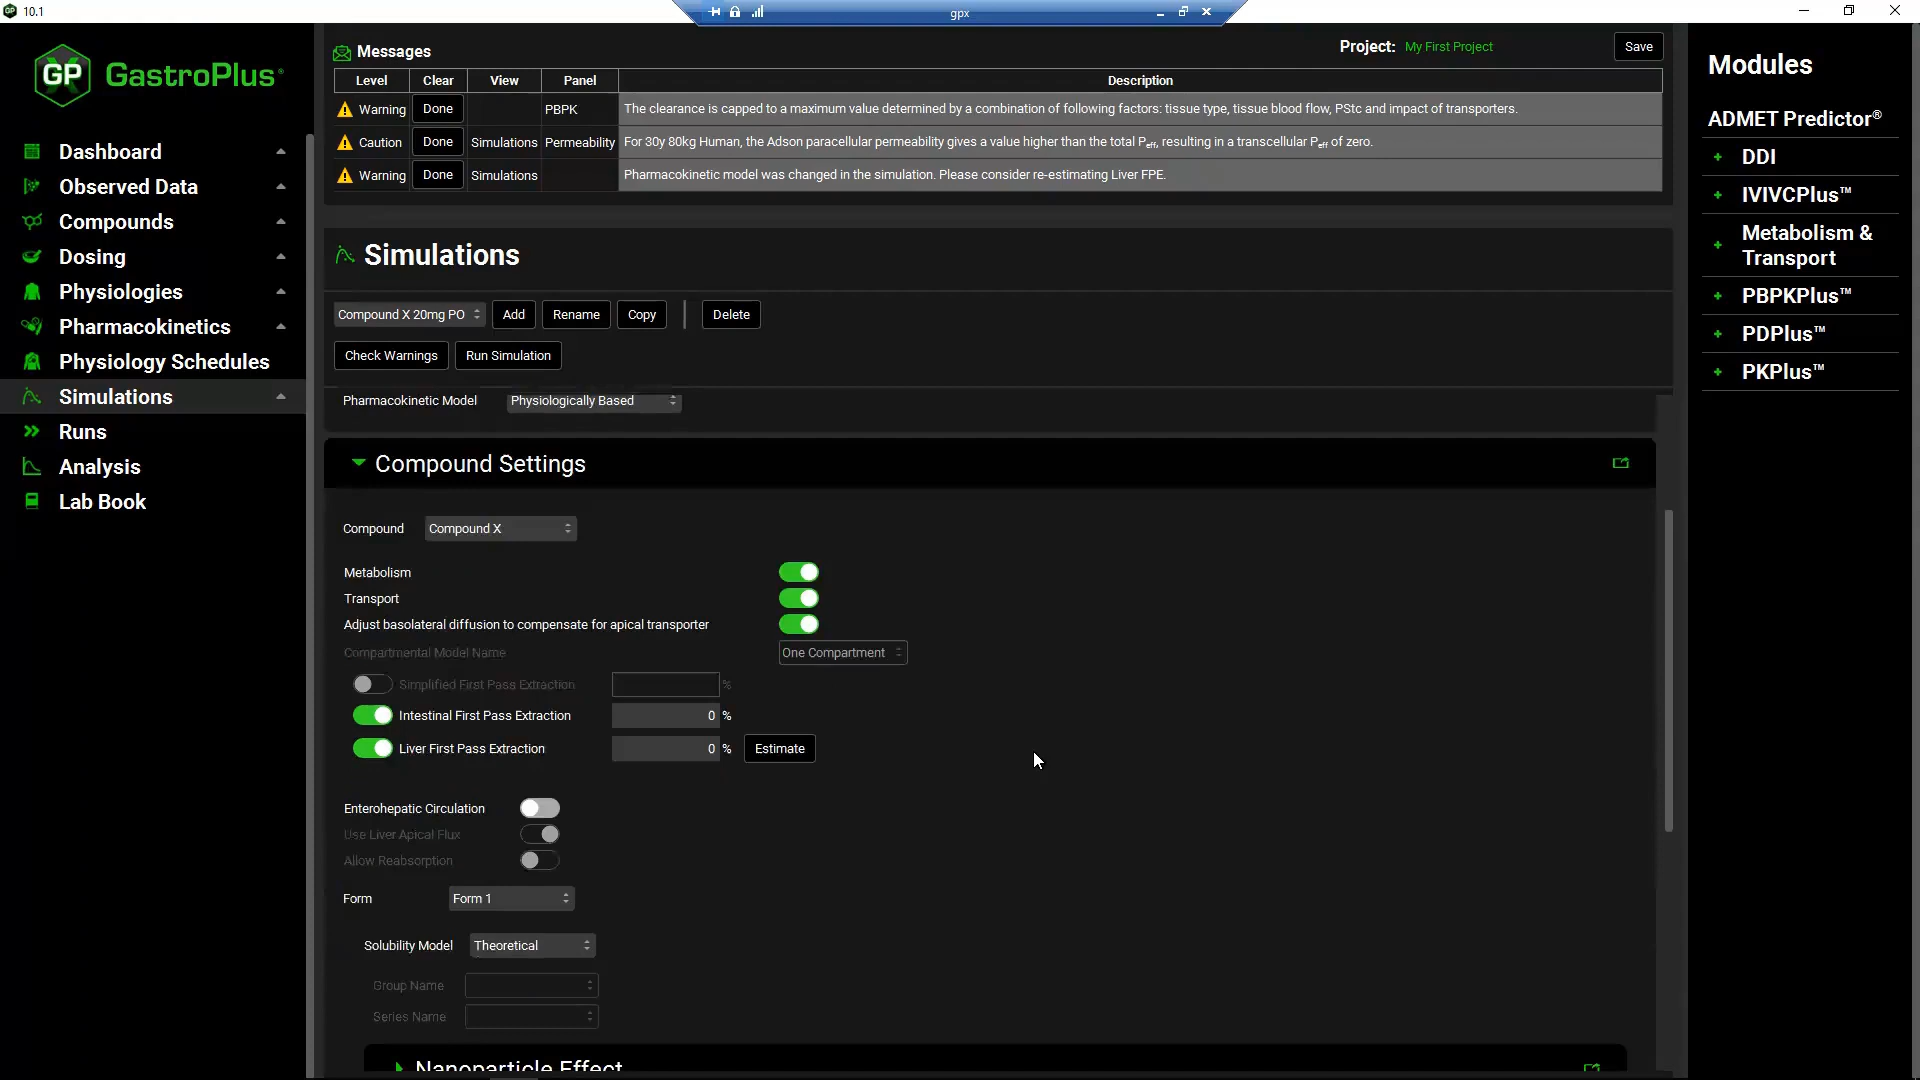 10.1
gpx
GastroPlus®
Dashboard
Observed Data
Compounds
Dosing
Physiologies
Pharmacokinetics
Physiology Schedules
Simulations
Runs
Analysis
Lab Book
Messages
Project: My First Project
Save
Level Clear View Panel Description
Warning Done PBPK The clearance is capped to a maximum value determined by a combination of following factors: tissue type, tissue blood flow, PStc and impact of transporters.
Caution Done Simulations Permeability For 30y 80kg Human, the Adson paracellular permeability gives a value higher than the total Peff, resulting in a transcellular Peff of zero.
Warning Done Simulations Pharmacokinetic model was changed in the simulation. Please consider re-estimating Liver FPE.
Simulations
Compound X 20mg PO Add Rename Copy Delete
Check Warnings Run Simulation
Pharmacokinetic Model Physiologically Based
Compound Settings
Compound Compound X
Metabolism
Transport
Adjust basolateral diffusion to compensate for apical transporter
Compartmental Model Name One Compartment
Simplified First Pass Extraction %
Intestinal First Pass Extraction 0 %
Liver First Pass Extraction 0 % Estimate
Enterohepatic Circulation
Use Liver Apical Flux
Allow Reabsorption
Form Form 1
Solubility Model Theoretical
Group Name
Series Name
Nanoparticle Effect
Modules
ADMET Predictor®
+ DDI
+ IVIVCPlus™
+ Metabolism &
Transport
+ PBPKPlus™
+ PDPlus™
+ PKPlus™